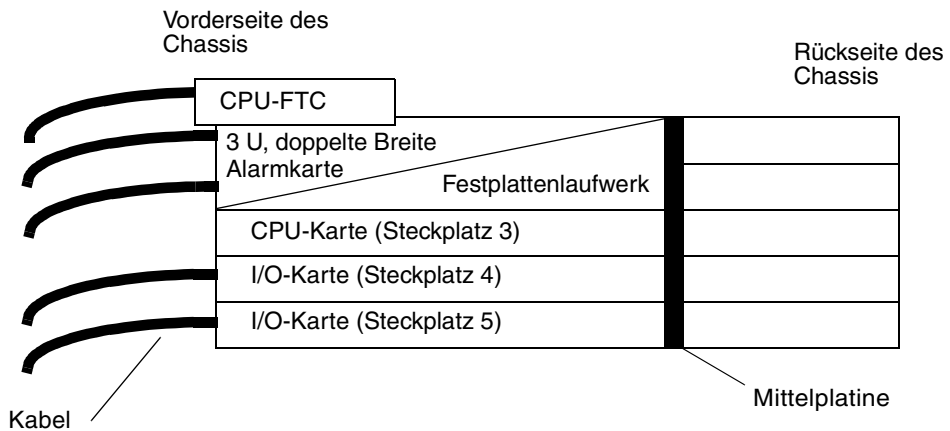 Vorderseite des
Chassis
Rückseite des
Chassis
CPU-FTC
3 U, doppelte Breite
Alarmkarte
Festplattenlaufwerk
CPU-Karte (Steckplatz 3)
I/O-Karte (Steckplatz 4)
I/O-Karte (Steckplatz 5)
Mittelplatine
Kabel